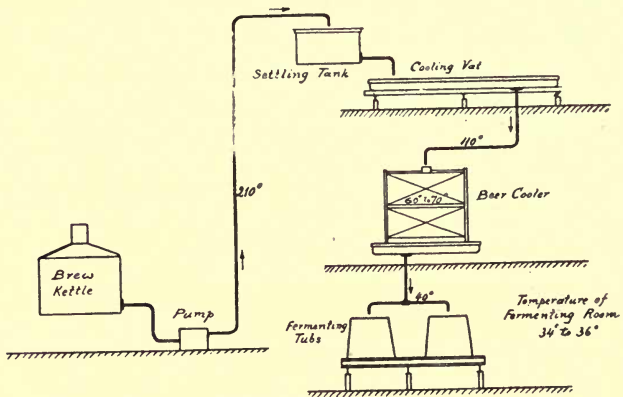 Settling Tank
Cooling Vat
110°
210°
60° to 70°
Beer Cooler
Brew
Kettle
Pump
40°
Fermenting
Tubs
Temperature of
Fermenting Room
34° to 36°